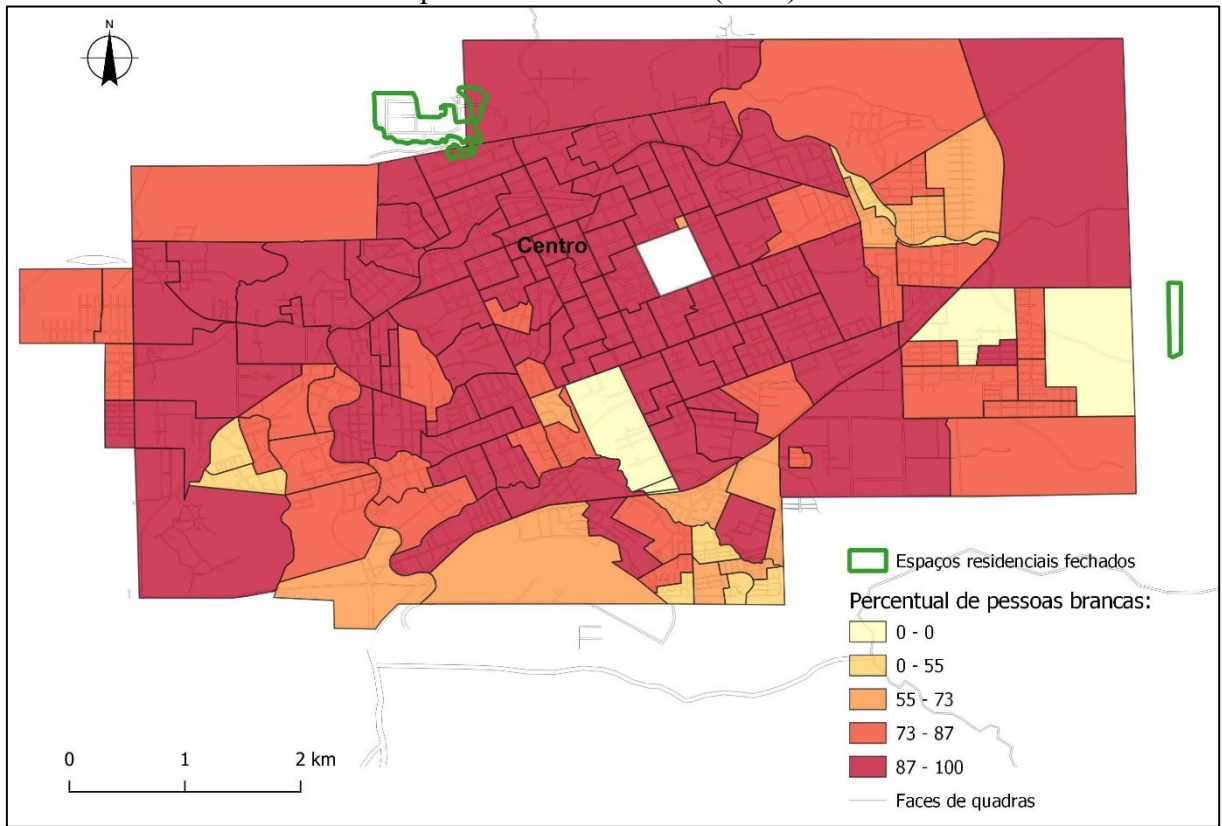 N
Centro
Espaços residenciais fechados
Percentual de pessoas brancas:
0 - 0
0 - 55
55 - 73
73 - 87
87 - 100
Faces de quadras
0 1 2 km